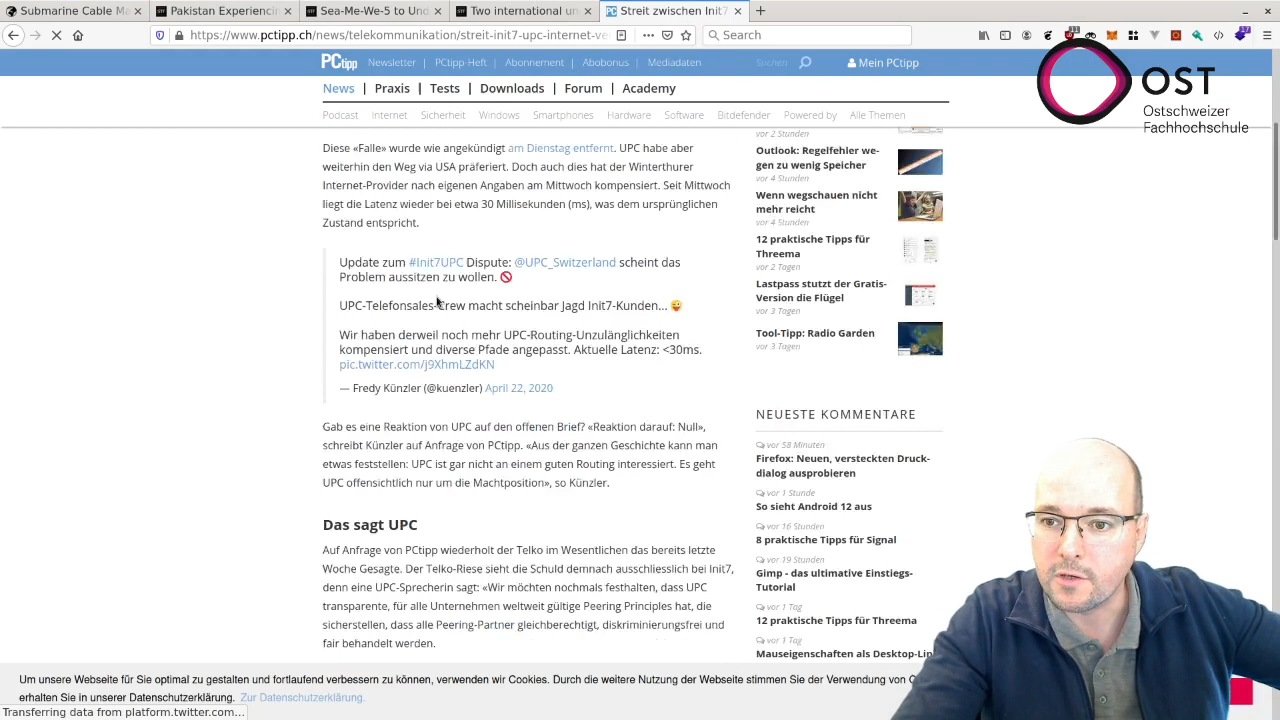 Submarine Cable M
Pakistan Experiencin
Sea-Me-We-5 to Und
Two international un
Streit zwischen Init7
https://www.pctipp.ch/news/telekommunikation/streit-init7-upc-internet-ve
Search
PCtipp
Newsletter | PCtipp-Heft | Abonnement | Abobonus | Mediadaten
Suchen
Mein PCtipp
News | Praxis | Tests | Downloads | Forum | Academy
Podcast Internet Sicherheit Windows Smartphones Hardware Software Bitdefender Powered by Alle Themen
OST
Ostschweizer
Fachhochschule
Diese «Falle» wurde wie angekündigt am Dienstag entfernt. UPC habe aber
weiterhin den Weg via USA präferiert. Doch auch dies hat der Winterthurer
Internet-Provider nach eigenen Angaben am Mittwoch kompensiert. Seit Mittwoch
liegt die Latenz wieder bei etwa 30 Millisekunden (ms), was dem ursprünglichen
Zustand entspricht.
Update zum #Init7UPC Dispute: @UPC_Switzerland scheint das
Problem aussitzen zu wollen. 🚫
UPC-Telefonsales-Crew macht scheinbar Jagd Init7-Kunden... 😜
Wir haben derweil noch mehr UPC-Routing-Unzulänglichkeiten
kompensiert und diverse Pfade angepasst. Aktuelle Latenz: <30ms.
pic.twitter.com/j9XhmLZdKN
— Fredy Künzler (@kuenzler) April 22, 2020
Gab es eine Reaktion von UPC auf den offenen Brief? «Reaktion darauf: Null»,
schreibt Künzler auf Anfrage von PCtipp. «Aus der ganzen Geschichte kann man
etwas feststellen: UPC ist gar nicht an einem guten Routing interessiert. Es geht
UPC offensichtlich nur um die Machtposition», so Künzler.
Das sagt UPC
Auf Anfrage von PCtipp wiederholt der Telko im Wesentlichen das bereits letzte
Woche Gesagte. Der Telko-Riese sieht die Schuld demnach ausschliesslich bei Init7,
denn eine UPC-Sprecherin sagt: «Wir möchten nochmals festhalten, dass UPC
transparente, für alle Unternehmen weltweit gültige Peering Principles hat, die
sicherstellen, dass alle Peering-Partner gleichberechtigt, diskriminierungsfrei und
fair behandelt werden.
vor 2 Stunden
Outlook: Regelfehler we-
gen zu wenig Speicher
vor 4 Stunden
Wenn wegschauen nicht
mehr reicht
vor 4 Stunden
12 praktische Tipps für
Threema
vor 2 Tagen
Lastpass stutzt der Gratis-
Version die Flügel
vor 3 Tagen
Tool-Tipp: Radio Garden
vor 3 Tagen
NEUESTE KOMMENTARE
vor 58 Minuten
Firefox: Neuen, versteckten Druck-
dialog ausprobieren
vor 1 Stunde
So sieht Android 12 aus
vor 16 Stunden
8 praktische Tipps für Signal
vor 19 Stunden
Gimp - das ultimative Einstiegs-
Tutorial
vor 1 Tag
12 praktische Tipps für Threema
vor 1 Tag
Mauseigenschaften als Desktop-Lin
Um unsere Webseite für Sie optimal zu gestalten und fortlaufend verbessern zu können, verwenden wir Cookies. Durch die weitere Nutzung der Webseite stimmen Sie der Verwendung von
erhalten Sie in unserer Datenschutzerklärung. Zur Datenschutzerklärung.
Transferring data from platform.twitter.com...